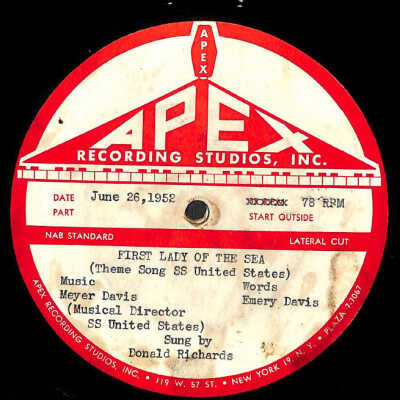 APEX
APEX
RECORDING STUDIOS, INC.
DATE June 26,1952 78 RPM
PART START OUTSIDE
NAB STANDARD LATERAL CUT
FIRST LADY OF THE SEA
(Theme Song SS United States)
Music Words
Meyer Davis Emery Davis
(Musical Director
SS United States)
Sung by
Donald Richards
APEX RECORDING STUDIOS, INC. • 119 W. 57 ST. • NEW YORK 19, N. Y. • PLAZA 7-1067